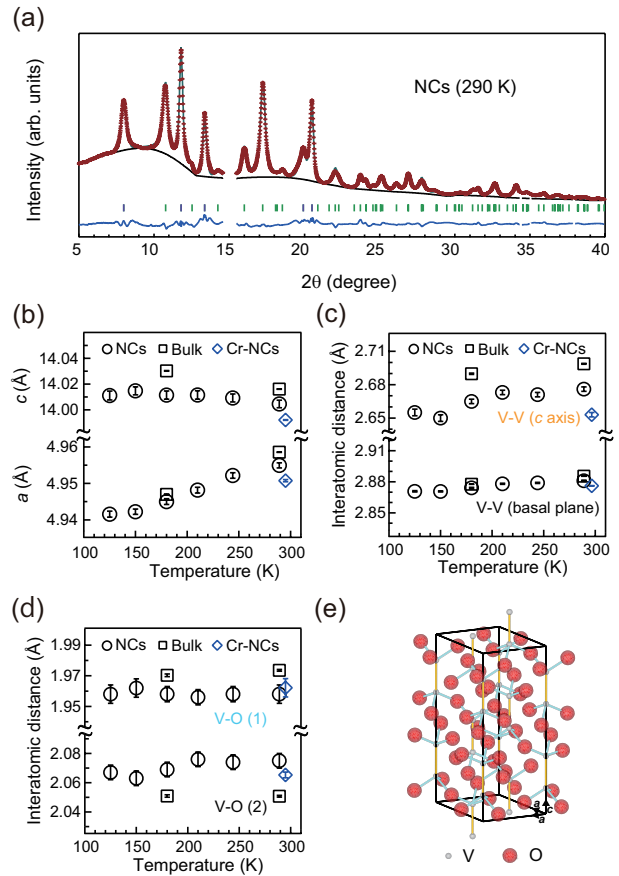 (a)
Intensity (arb. units)
NCs (290 K)
5 10 15 20 25 30 35 40
2θ (degree)
(b)
NCs Bulk Cr-NCs
c (Å)
14.04
14.02
14.00
a (Å)
4.96
4.95
4.94
100 150 200 250 300
Temperature (K)
(c)
NCs Bulk Cr-NCs
Interatomic distance (Å)
2.71
2.68
2.65
V-V (c axis)
2.91
2.88
2.85
V-V (basal plane)
100 150 200 250 300
Temperature (K)
(d)
NCs Bulk Cr-NCs
Interatomic distance (Å)
1.99
1.97
1.95
V-O (1)
2.08
2.06
2.04
V-O (2)
100 150 200 250 300
Temperature (K)
(e)
a
c
a
V O